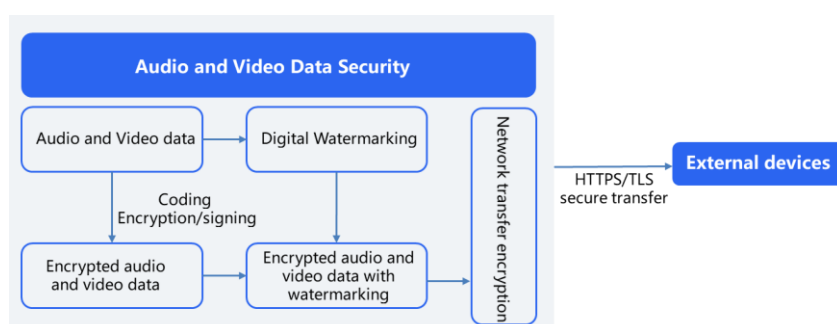 Audio and Video Data Security
Audio and Video data
Digital Watermarking
Coding
Encryption/signing
Encrypted audio
and video data
Encrypted audio and
video data with
watermarking
Network transfer encryption
HTTPS/TLS
secure transfer
External devices